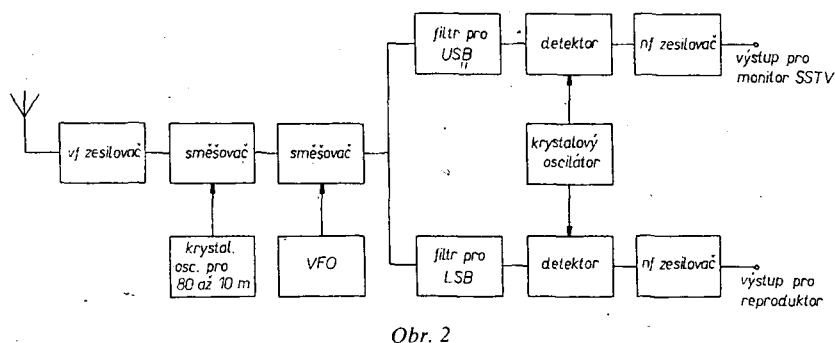 filtr pro
USB
detektor
nf zesilovač
výstup pro
monitor SSTV
vf zesilovač
směšovač
směšovač
krystalový
oscilátor
krystal.
osc. pro
80 až 10 m
VFO
filtr pro
LSB
detektor
nf zesilovač
výstup pro
reproduktor
Obr. 2